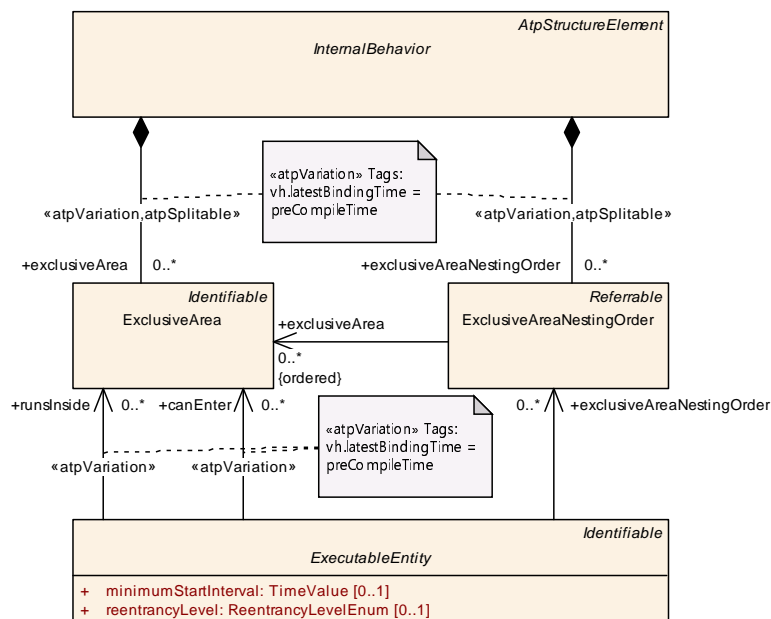 AtpStructureElement
InternalBehavior
«atpVariation» Tags:
vh.latestBindingTime =
preCompileTime
«atpVariation,atpSplitable»
«atpVariation,atpSplitable»
+exclusiveArea 0..*
+exclusiveAreaNestingOrder 0..*
Identifiable
ExclusiveArea
Referrable
ExclusiveAreaNestingOrder
+exclusiveArea
0..*
{ordered}
+runsInside 0..*
+canEnter 0..*
0..* +exclusiveAreaNestingOrder
«atpVariation» Tags:
vh.latestBindingTime =
preCompileTime
«atpVariation»
«atpVariation»
Identifiable
ExecutableEntity
+ minimumStartInterval: TimeValue [0..1]
+ reentrancyLevel: ReentrancyLevelEnum [0..1]